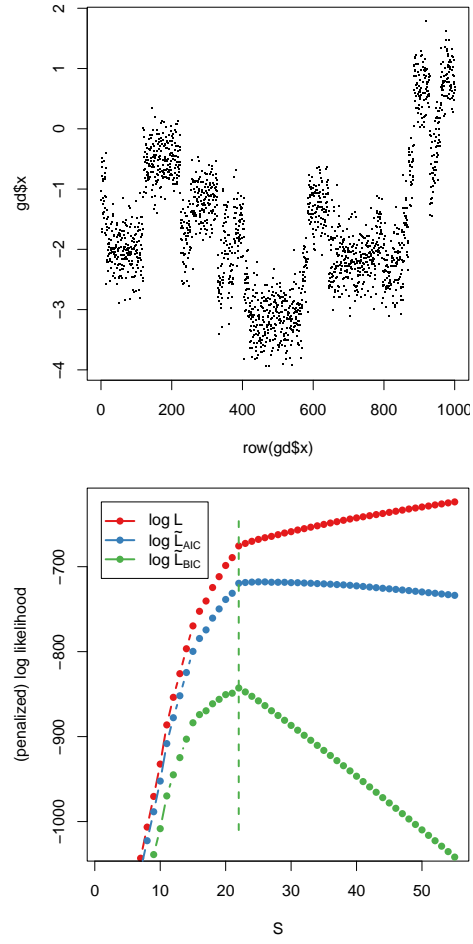 2
1
0
-1
-2
-3
-4
gd$x
0 200 400 600 800 1000
row(gd$x)
log L
log L̃AIC
log L̃BIC
-700
-800
-900
-1000
(penalized) log likelihood
0 10 20 30 40 50
S